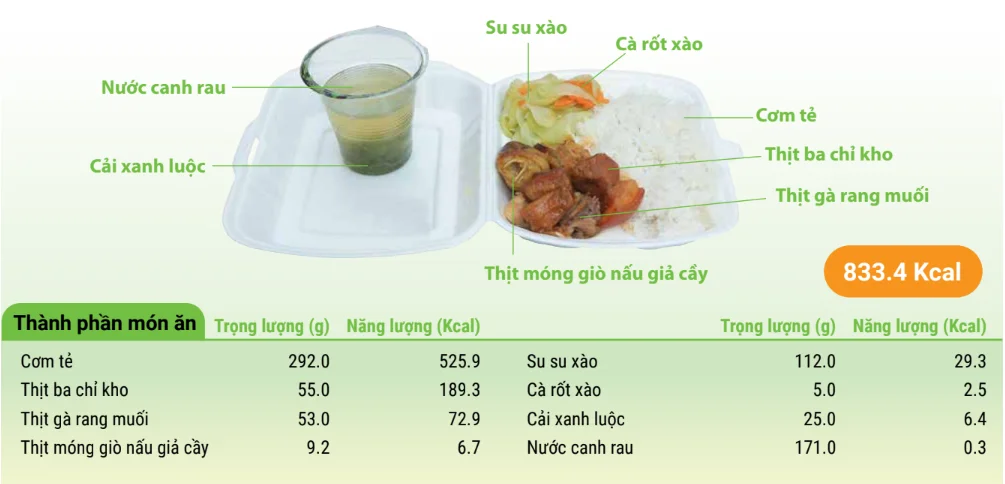 Su su xào
Cà rốt xào
Nước canh rau
Cơm tẻ
Thịt ba chỉ kho
Cải xanh luộc
Thịt gà rang muối
Thịt móng giò nấu giả cầy
833.4 Kcal
Thành phần món ăn Trọng lượng (g) Năng lượng (Kcal) Trọng lượng (g) Năng lượng (Kcal)
Cơm tẻ 292.0 525.9 Su su xào 112.0 29.3
Thịt ba chỉ kho 55.0 189.3 Cà rốt xào 5.0 2.5
Thịt gà rang muối 53.0 72.9 Cải xanh luộc 25.0 6.4
Thịt móng giò nấu giả cầy 9.2 6.7 Nước canh rau 171.0 0.3